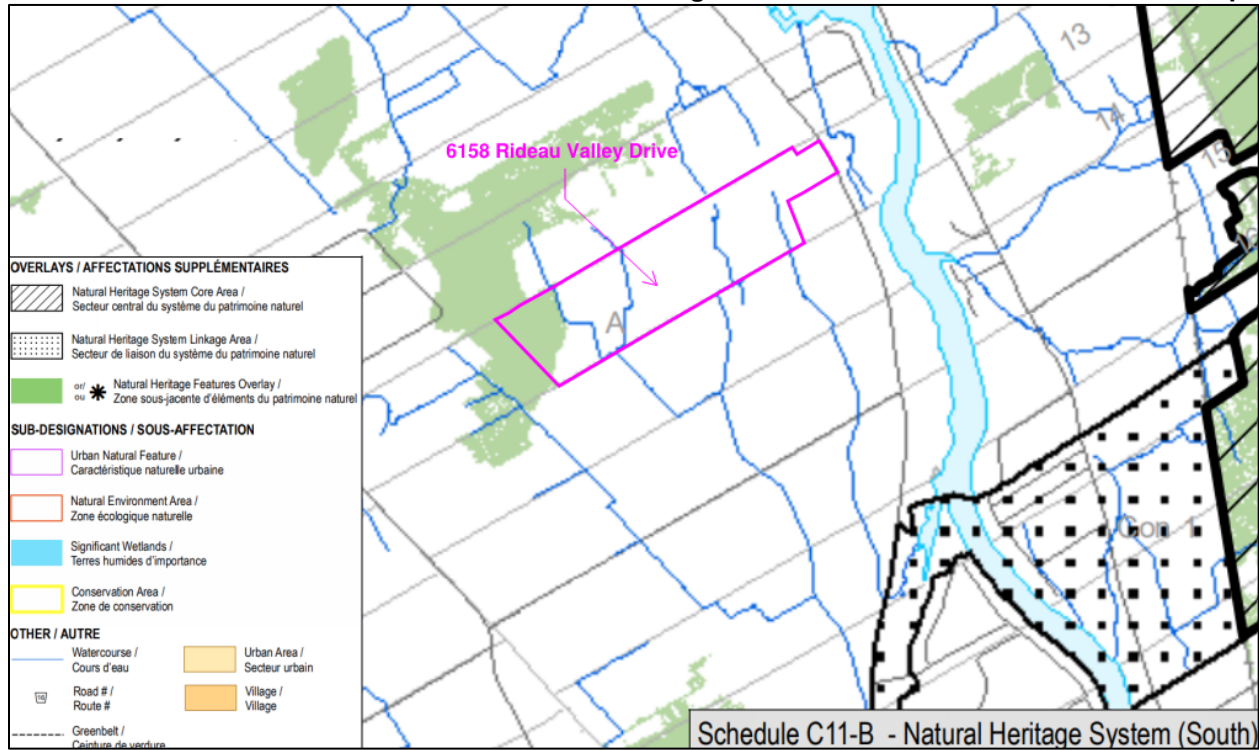 13
14
15
16
6158 Rideau Valley Drive
A
Con 1
OVERLAYS / AFFECTATIONS SUPPLÉMENTAIRES
Natural Heritage System Core Area /
Secteur central du système du patrimoine naturel
Natural Heritage System Linkage Area /
Secteur de liaison du système du patrimoine naturel
or/
ou
Natural Heritage Features Overlay /
Zone sous-jacente d'éléments du patrimoine naturel
SUB-DESIGNATIONS / SOUS-AFFECTATION
Urban Natural Feature /
Caractéristique naturelle urbaine
Natural Environment Area /
Zone écologique naturelle
Significant Wetlands /
Terres humides d'importance
Conservation Area /
Zone de conservation
OTHER / AUTRE
Watercourse /
Cours d'eau
Urban Area /
Secteur urbain
Road # /
Route #
Village /
Village
Greenbelt /
Ceinture de verdure
Schedule C11-B - Natural Heritage System (South)